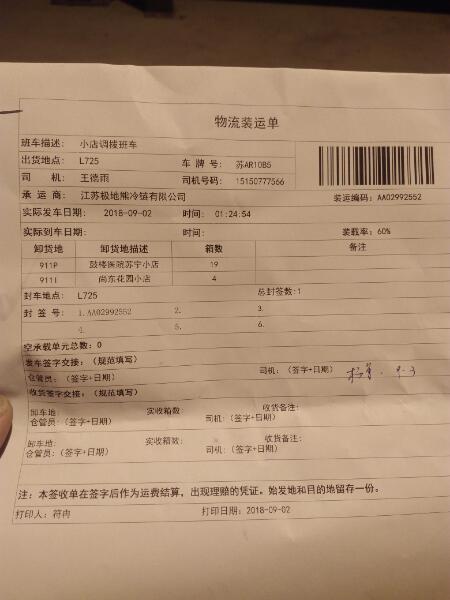 物流装运单
班车描述: 小店调拨班车
出货地点: L725 车 牌 号: 苏AR10B5
司 机: 王德雨 司机号码: 15150777566
承 运 商: 江苏极地熊冷链有限公司 装运编码: AA02992552
实际发车日期: 2018-09-02 时间: 01:24:54
实际到车日期: 时间: 装载率: 60%
卸货地 卸货地描述 箱数 备注
911P 鼓楼医院苏宁小店 19
911I 尚东花园小店 4
封车地点: L725 总封签数:1
封 签 号: 1.AA02992552 2. 3.
4. 5. 6.
空承载单元总数: 0
发车签字交接: (规范填写)
仓管员: (签字+日期) 司机: (签字+日期) 9-3
收货签字交接: (规范填写)
卸车地: 实收箱数: 收货备注:
仓管员: (签字+日期) 司机: (签字+日期)
卸车地: 实收箱数: 收货备注:
仓管员: (签字+日期) 司机: (签字+日期)
注: 本签收单在签字后作为运费结算, 出现理赔的凭证。始发地和目的地留存一份。
打印人: 符冉 打印日期: 2018-09-02